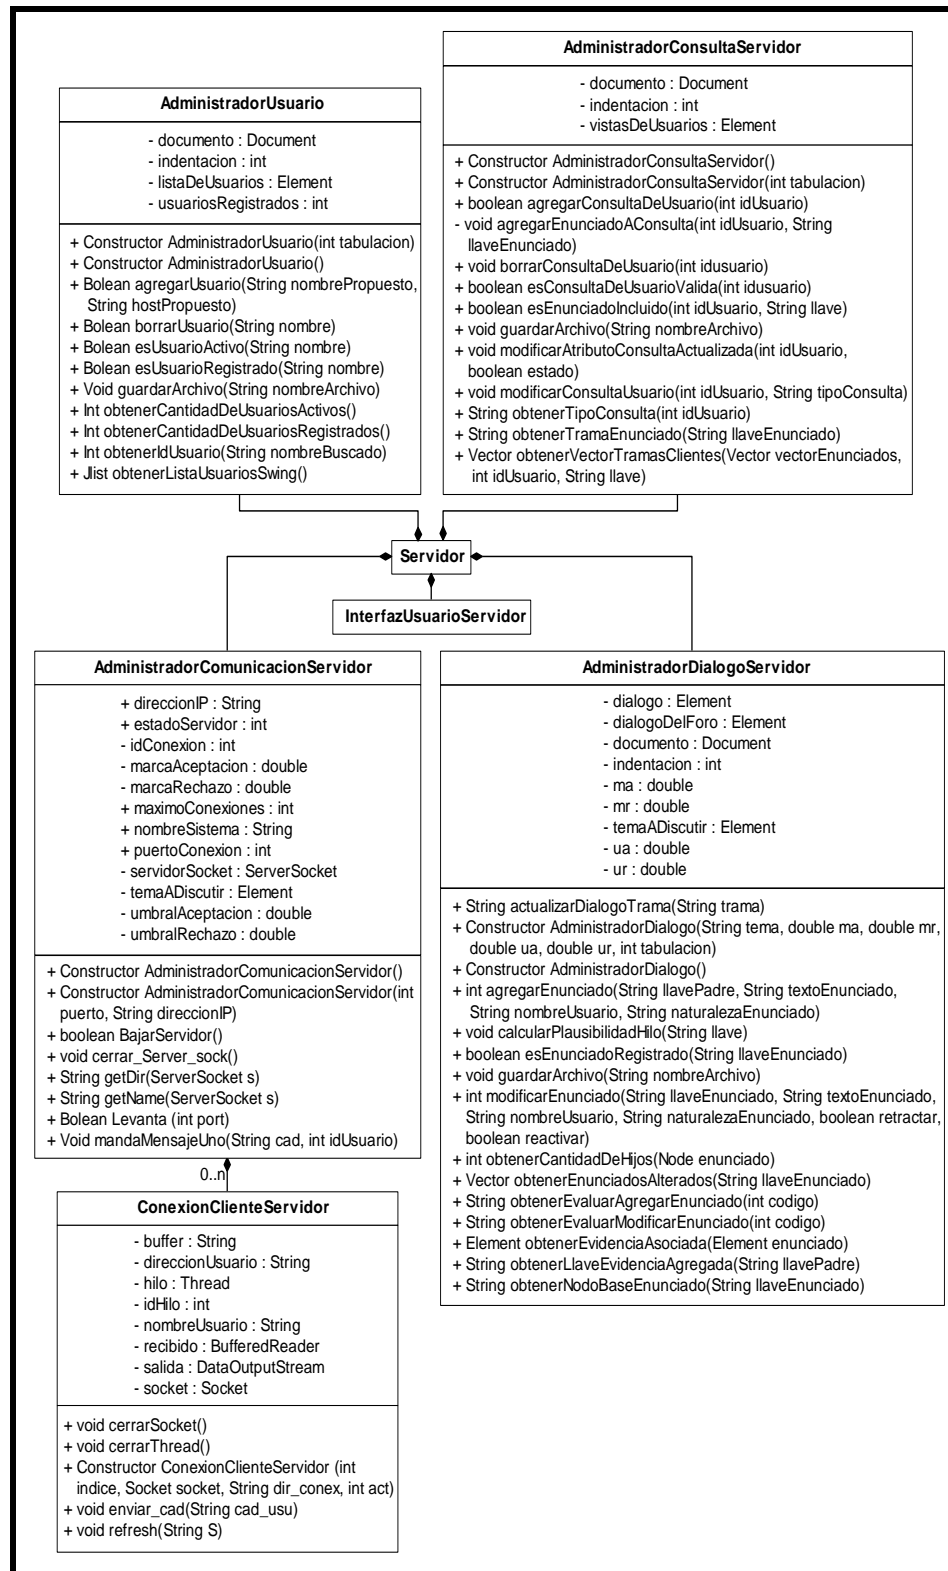 AdministradorUsuario
- documento : Document
- indentacion : int
- listaDeUsuarios : Element
- usuariosRegistrados : int
+ Constructor AdministradorUsuario(int tabulacion)
+ Constructor AdministradorUsuario()
+ Bolean agregarUsuario(String nombrePropuesto,
String hostPropuesto)
+ Bolean borrarUsuario(String nombre)
+ Bolean esUsuarioActivo(String nombre)
+ Bolean esUsuarioRegistrado(String nombre)
+ Void guardarArchivo(String nombreArchivo)
+ Int obtenerCantidadDeUsuariosActivos()
+ Int obtenerCantidadDeUsuariosRegistrados()
+ Int obtenerIdUsuario(String nombreBuscado)
+ Jlist obtenerListaUsuariosSwing()
AdministradorConsultaServidor
- documento : Document
- indentacion : int
- vistasDeUsuarios : Element
+ Constructor AdministradorConsultaServidor()
+ Constructor AdministradorConsultaServidor(int tabulacion)
+ boolean agregarConsultaDeUsuario(int idUsuario)
- void agregarEnunciadoAConsulta(int idUsuario, String
llaveEnunciado)
+ void borrarConsultaDeUsuario(int idusuario)
+ boolean esConsultaDeUsuarioValida(int idusuario)
+ boolean esEnunciadoIncluido(int idUsuario, String llave)
+ void guardarArchivo(String nombreArchivo)
+ void modificarAtributoConsultaActualizada(int idUsuario,
boolean estado)
+ void modificarConsultaUsuario(int idUsuario, String tipoConsulta)
+ String obtenerTipoConsulta(int idUsuario)
+ String obtenerTramaEnunciado(String llaveEnunciado)
+ Vector obtenerVectorTramasClientes(Vector vectorEnunciados,
int idUsuario, String llave)
Servidor
InterfazUsuarioServidor
AdministradorComunicacionServidor
+ direccionIP : String
+ estadoServidor : int
- idConexion : int
- marcaAceptacion : double
- marcaRechazo : double
+ maximoConexiones : int
+ nombreSistema : String
+ puertoConexion : int
- servidorSocket : ServerSocket
- temaADiscutir : Element
- umbralAceptacion : double
- umbralRechazo : double
+ Constructor AdministradorComunicacionServidor()
+ Constructor AdministradorComunicacionServidor(int
puerto, String direccionIP)
+ boolean BajarServidor()
+ void cerrar_Server_sock()
+ String getDir(ServerSocket s)
+ String getName(ServerSocket s)
+ Bolean Levanta (int port)
+ Void mandaMensajeUno(String cad, int idUsuario)
AdministradorDialogoServidor
- dialogo : Element
- dialogoDelForo : Element
- documento : Document
- indentacion : int
- ma : double
- mr : double
- temaADiscutir : Element
- ua : double
- ur : double
+ String actualizarDialogoTrama(String trama)
+ Constructor AdministradorDialogo(String tema, double ma, double mr,
double ua, double ur, int tabulacion)
+ Constructor AdministradorDialogo()
+ int agregarEnunciado(String llavePadre, String textoEnunciado,
String nombreUsuario, String naturalezaEnunciado)
+ void calcularPlausibilidadHilo(String llave)
+ boolean esEnunciadoRegistrado(String llaveEnunciado)
+ void guardarArchivo(String nombreArchivo)
+ int modificarEnunciado(String llaveEnunciado, String textoEnunciado,
String nombreUsuario, String naturalezaEnunciado, boolean retractar,
boolean reactivar)
+ int obtenerCantidadDeHijos(Node enunciado)
+ Vector obtenerEnunciadosAlterados(String llaveEnunciado)
+ String obtenerEvaluarAgregarEnunciado(int codigo)
+ String obtenerEvaluarModificarEnunciado(int codigo)
+ Element obtenerEvidenciaAsociada(Element enunciado)
+ String obtenerLlaveEvidenciaAgregada(String llavePadre)
+ String obtenerNodoBaseEnunciado(String llaveEnunciado)
0..n
ConexionClienteServidor
- buffer : String
- direccionUsuario : String
- hilo : Thread
- idHilo : int
- nombreUsuario : String
- recibido : BufferedReader
- salida : DataOutputStream
- socket : Socket
+ void cerrarSocket()
+ void cerrarThread()
+ Constructor ConexionClienteServidor (int
indice, Socket socket, String dir_conex, int act)
+ void enviar_cad(String cad_usu)
+ void refresh(String S)